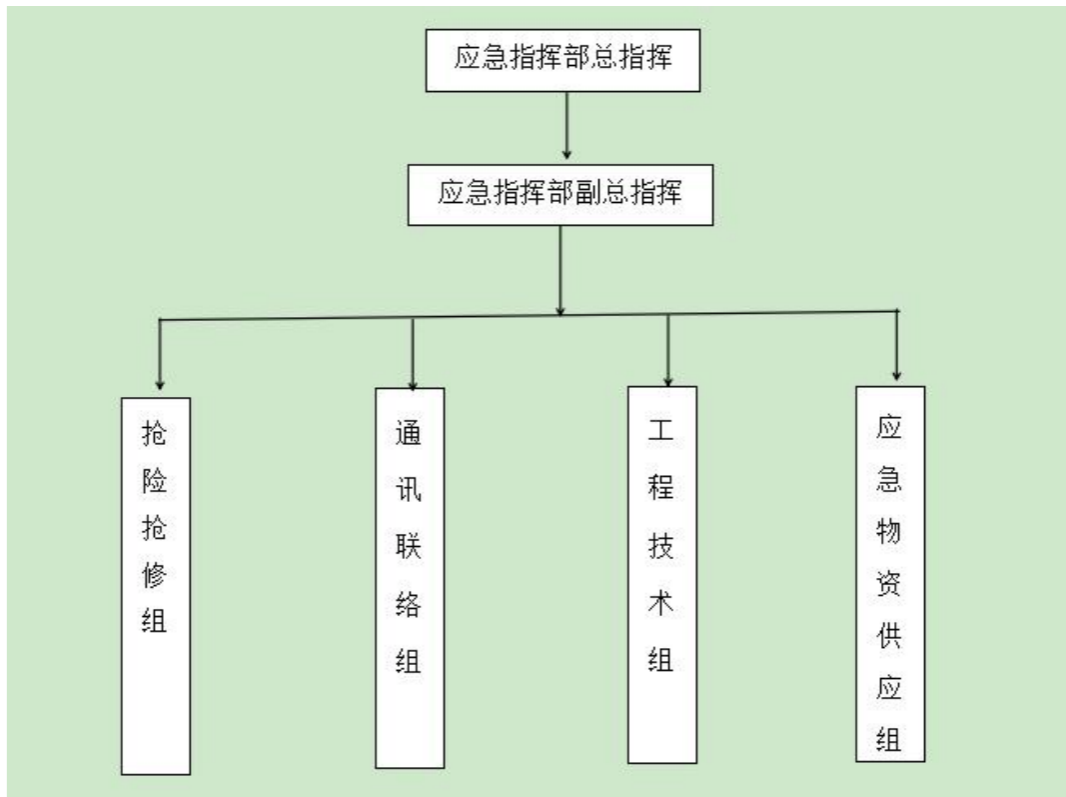 应急指挥部总指挥
应急指挥部副总指挥
抢险抢修组
通讯联络组
工程技术组
应急物资供应组